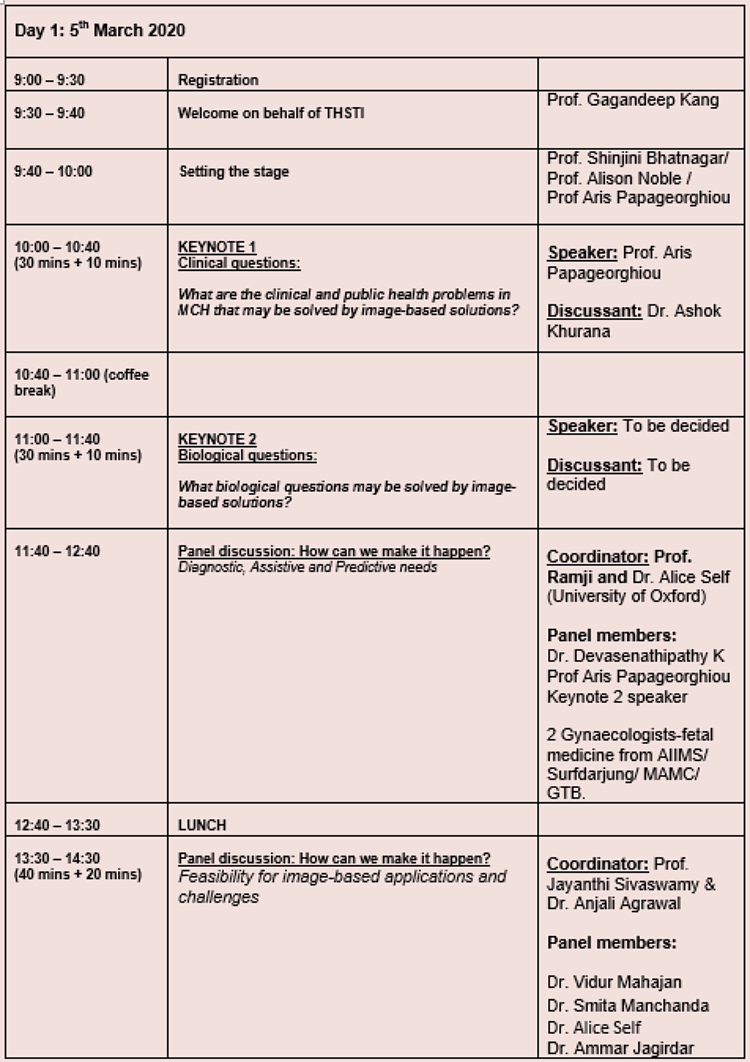 Day 1: 5th March 2020
9:00 – 9:30
Registration
9:30 – 9:40
Welcome on behalf of THSTI
Prof. Gagandeep Kang
9:40 – 10:00
Setting the stage
Prof. Shinjini Bhatnagar/
Prof. Alison Noble /
Prof Aris Papageorghiou
10:00 – 10:40
(30 mins + 10 mins)
KEYNOTE 1
Clinical questions:
What are the clinical and public health problems in
MCH that may be solved by image-based solutions?
Speaker: Prof. Aris
Papageorghiou
Discussant: Dr. Ashok
Khurana
10:40 – 11:00 (coffee
break)
11:00 – 11:40
(30 mins + 10 mins)
KEYNOTE 2
Biological questions:
What biological questions may be solved by image-
based solutions?
Speaker: To be decided
Discussant: To be
decided
11:40 – 12:40
Panel discussion: How can we make it happen?
Diagnostic, Assistive and Predictive needs
Coordinator: Prof.
Ramji and Dr. Alice Self
(University of Oxford)
Panel members:
Dr. Devasenathipathy K
Prof Aris Papageorghiou
Keynote 2 speaker
2 Gynaecologists-fetal
medicine from AIIMS/
Surfdarjung/ MAMC/
GTB.
12:40 – 13:30
LUNCH
13:30 – 14:30
(40 mins + 20 mins)
Panel discussion: How can we make it happen?
Feasibility for image-based applications and
challenges
Coordinator: Prof.
Jayanthi Sivaswamy &
Dr. Anjali Agrawal
Panel members:
Dr. Vidur Mahajan
Dr. Smita Manchanda
Dr. Alice Self
Dr. Ammar Jagirdar